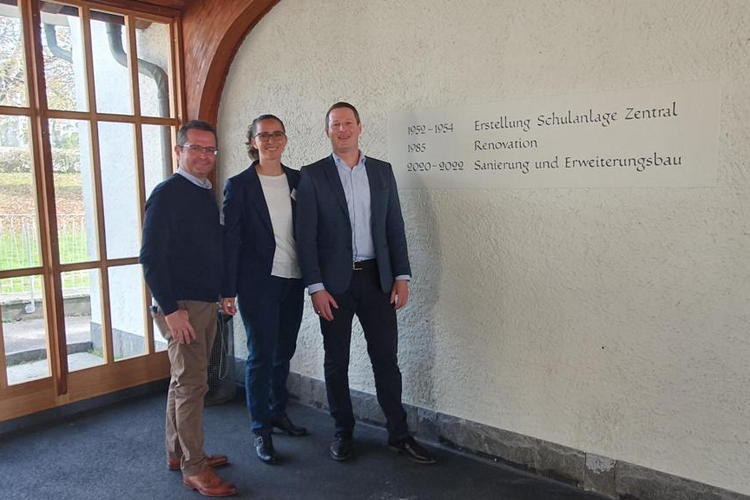 1952 – 1954 Erstellung Schulanlage Zentral
1985 Renovation
2020 – 2022 Sanierung und Erweiterungsbau